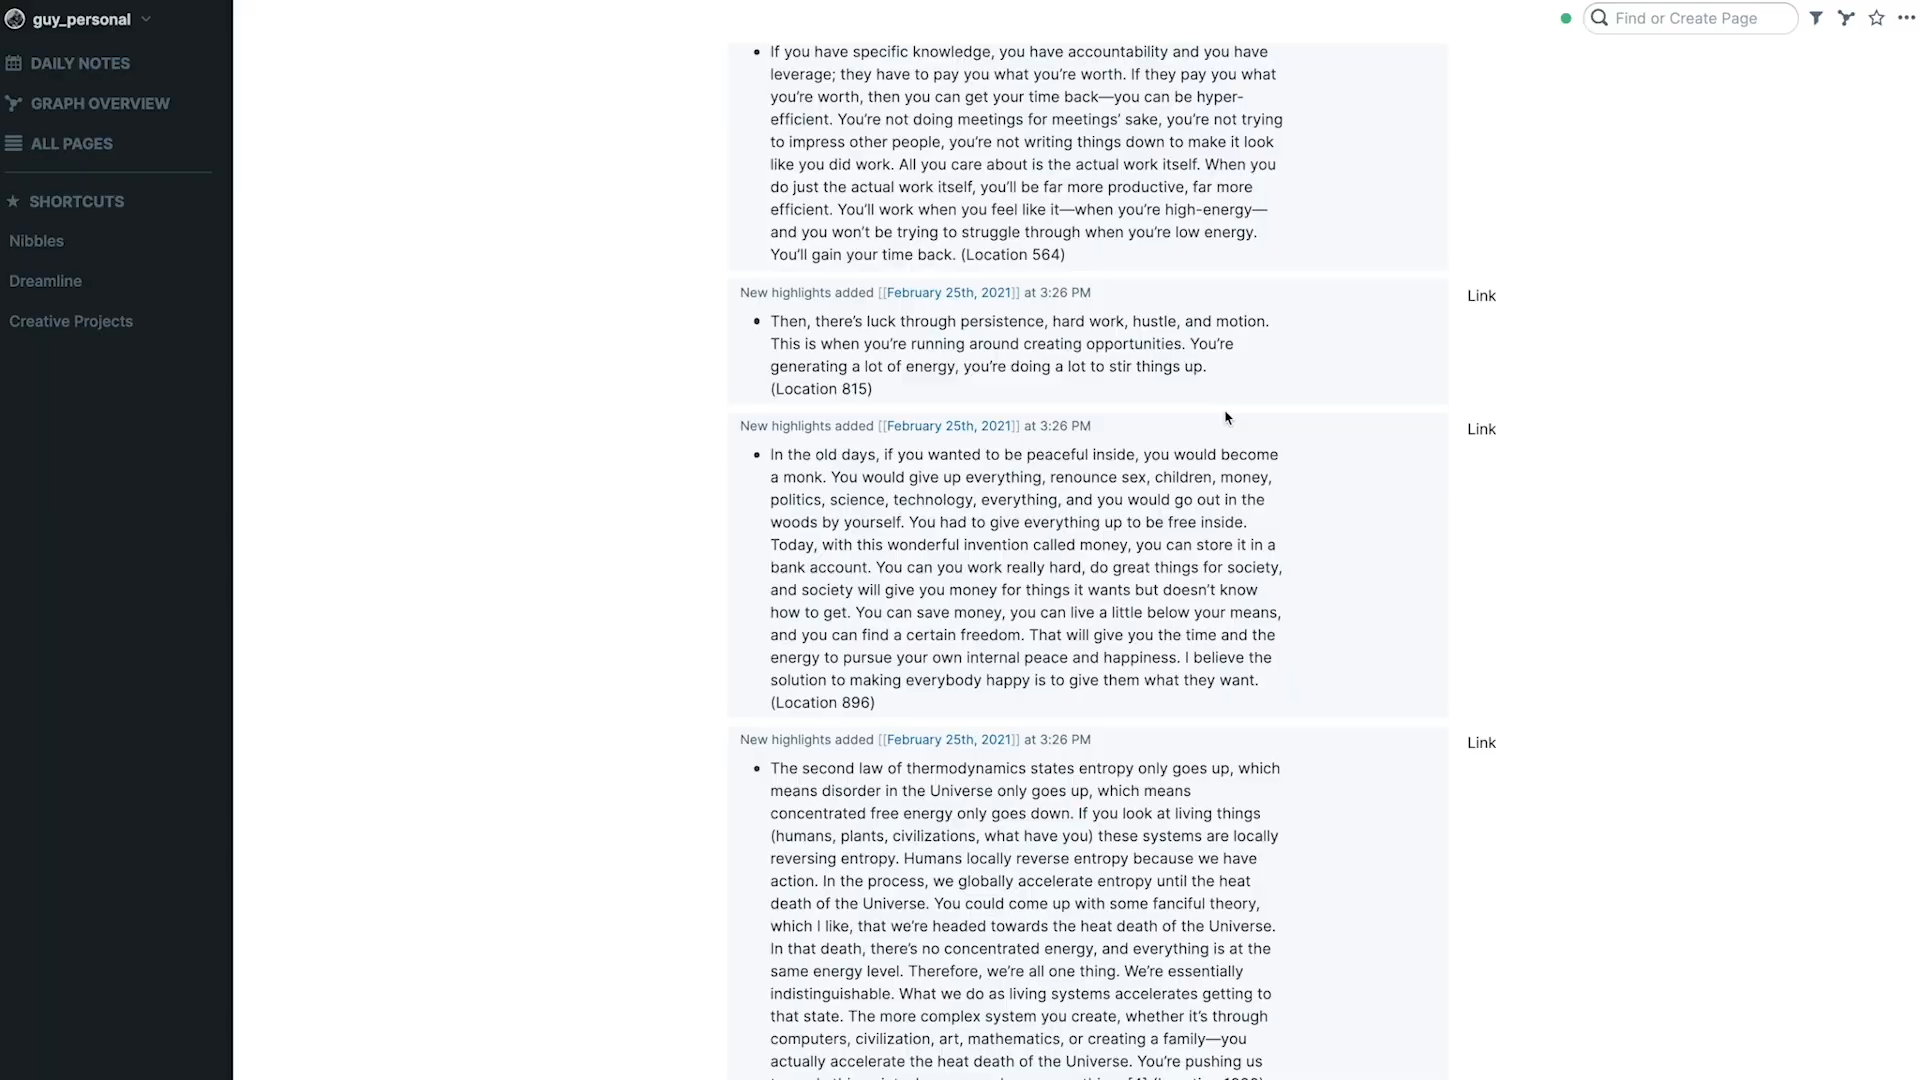 guy_personal
Find or Create Page
DAILY NOTES
GRAPH OVERVIEW
ALL PAGES
SHORTCUTS
Nibbles
Dreamline
Creative Projects
If you have specific knowledge, you have accountability and you have
leverage; they have to pay you what you’re worth. If they pay you what
you’re worth, then you can get your time back—you can be hyper-
efficient. You’re not doing meetings for meetings’ sake, you’re not trying
to impress other people, you’re not writing things down to make it look
like you did work. All you care about is the actual work itself. When you
do just the actual work itself, you’ll be far more productive, far more
efficient. You’ll work when you feel like it—when you’re high-energy—
and you won’t be trying to struggle through when you’re low energy.
You’ll gain your time back. (Location 564)
New highlights added [[February 25th, 2021]] at 3:26 PM
Link
Then, there’s luck through persistence, hard work, hustle, and motion.
This is when you’re running around creating opportunities. You’re
generating a lot of energy, you’re doing a lot to stir things up.
(Location 815)
New highlights added [[February 25th, 2021]] at 3:26 PM
Link
In the old days, if you wanted to be peaceful inside, you would become
a monk. You would give up everything, renounce sex, children, money,
politics, science, technology, everything, and you would go out in the
woods by yourself. You had to give everything up to be free inside.
Today, with this wonderful invention called money, you can store it in a
bank account. You can you work really hard, do great things for society,
and society will give you money for things it wants but doesn’t know
how to get. You can save money, you can live a little below your means,
and you can find a certain freedom. That will give you the time and the
energy to pursue your own internal peace and happiness. I believe the
solution to making everybody happy is to give them what they want.
(Location 896)
New highlights added [[February 25th, 2021]] at 3:26 PM
Link
The second law of thermodynamics states entropy only goes up, which
means disorder in the Universe only goes up, which means
concentrated free energy only goes down. If you look at living things
(humans, plants, civilizations, what have you) these systems are locally
reversing entropy. Humans locally reverse entropy because we have
action. In the process, we globally accelerate entropy until the heat
death of the Universe. You could come up with some fanciful theory,
which I like, that we’re headed towards the heat death of the Universe.
In that death, there’s no concentrated energy, and everything is at the
same energy level. Therefore, we’re all one thing. We’re essentially
indistinguishable. What we do as living systems accelerates getting to
that state. The more complex system you create, whether it’s through
computers, civilization, art, mathematics, or creating a family—you
actually accelerate the heat death of the Universe. You’re pushing us